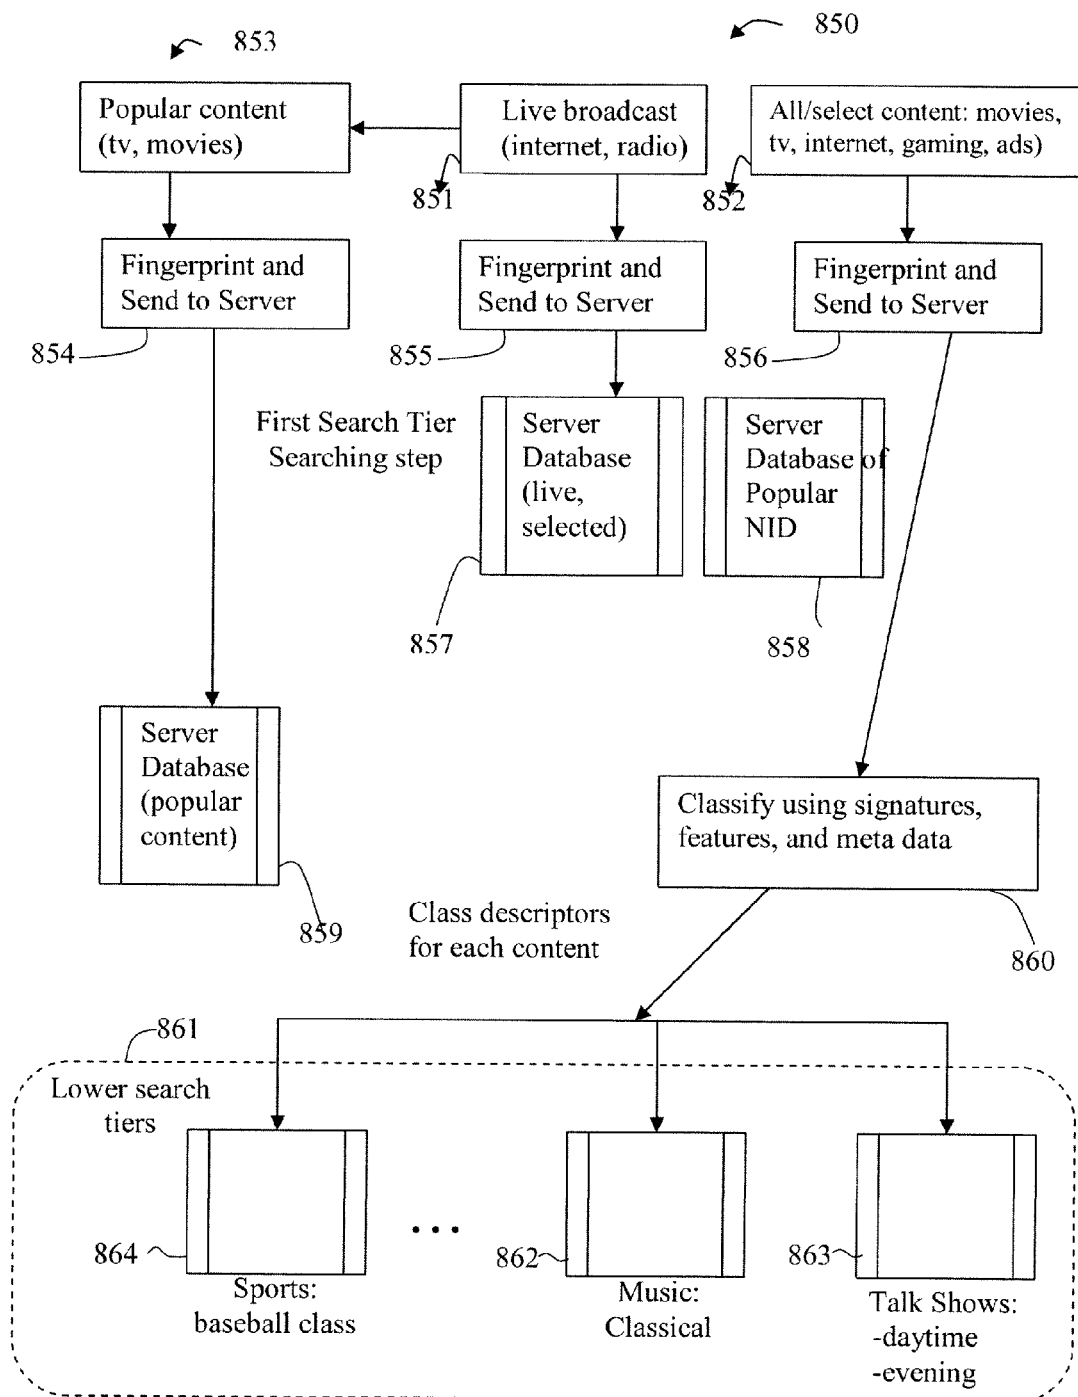 853
850
Popular content
(tv, movies)
Live broadcast
(internet, radio)
All/select content: movies,
tv, internet, gaming, ads)
851
852
Fingerprint and
Send to Server
Fingerprint and
Send to Server
Fingerprint and
Send to Server
854
855
856
First Search Tier
Searching step
Server
Database
(live,
selected)
Server
Database of
Popular
NID
857
858
Server
Database
(popular
content)
Classify using signatures,
features, and meta data
859
Class descriptors
for each content
860
861
Lower search
tiers
864
...
862
863
Sports:
baseball class
Music:
Classical
Talk Shows:
-daytime
-evening